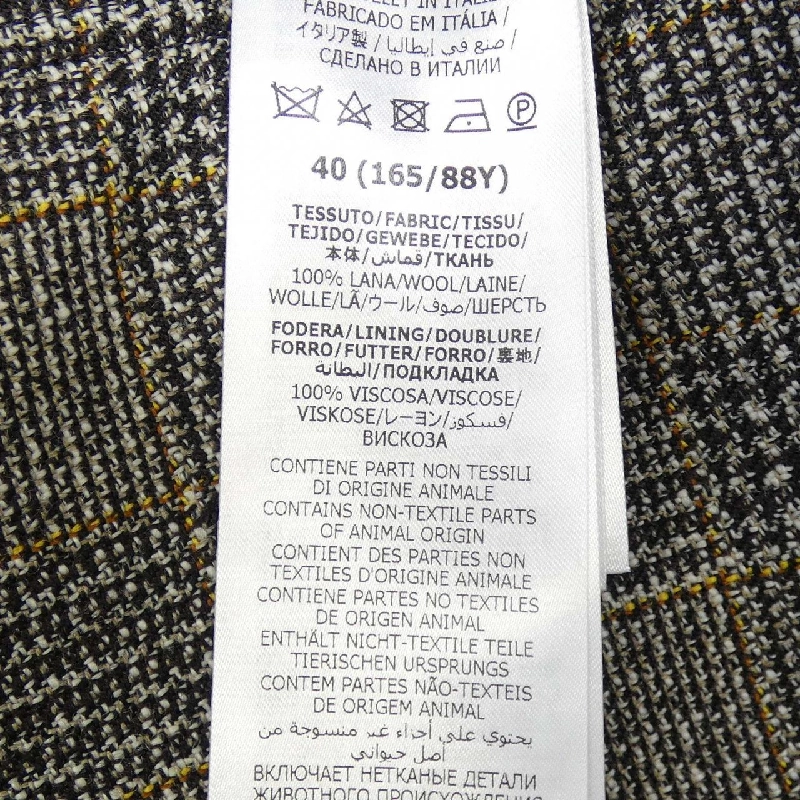 IN ITALIE
FABRICADO EM ITÁLIA /
イタリア製 / صنع في إيطاليا /
СДЕЛАНО В ИТАЛИИ
P
40 (165/88Y)
TESSUTO/FABRIC/TISSU/
TEJIDO/GEWEBE/TECIDO/
本体/قماش/ТКАНЬ
100% LANA/WOOL/LAINE/
WOLLE/LÃ/ウール/صوف/ШЕРСТЬ
FODERA/LINING/DOUBLURE/
FORRO/FUTTER/FORRO/裏地/
البطانة/ПОДКЛАДКА
100% VISCOSA/VISCOSE/
VISKOSE/レーヨン/فسكوز/
ВИСКОЗА
CONTIENE PARTI NON TESSILI
DI ORIGINE ANIMALE
CONTAINS NON-TEXTILE PARTS
OF ANIMAL ORIGIN
CONTIENT DES PARTIES NON
TEXTILES D'ORIGINE ANIMALE
CONTIENE PARTES NO TEXTILES
DE ORIGEN ANIMAL
ENTHÄLT NICHT-TEXTILE TEILE
TIERISCHEN URSPRUNGS
CONTEM PARTES NÃO-TEXTEIS
DE ORIGEM ANIMAL
يحتوي على أجزاء غير منسوجة من
أصل حيواني
ВКЛЮЧАЕТ НЕТКАНЫЕ ДЕТАЛИ
ЖИВОТНОГО ПРОИСХОЖДЕНИЯ